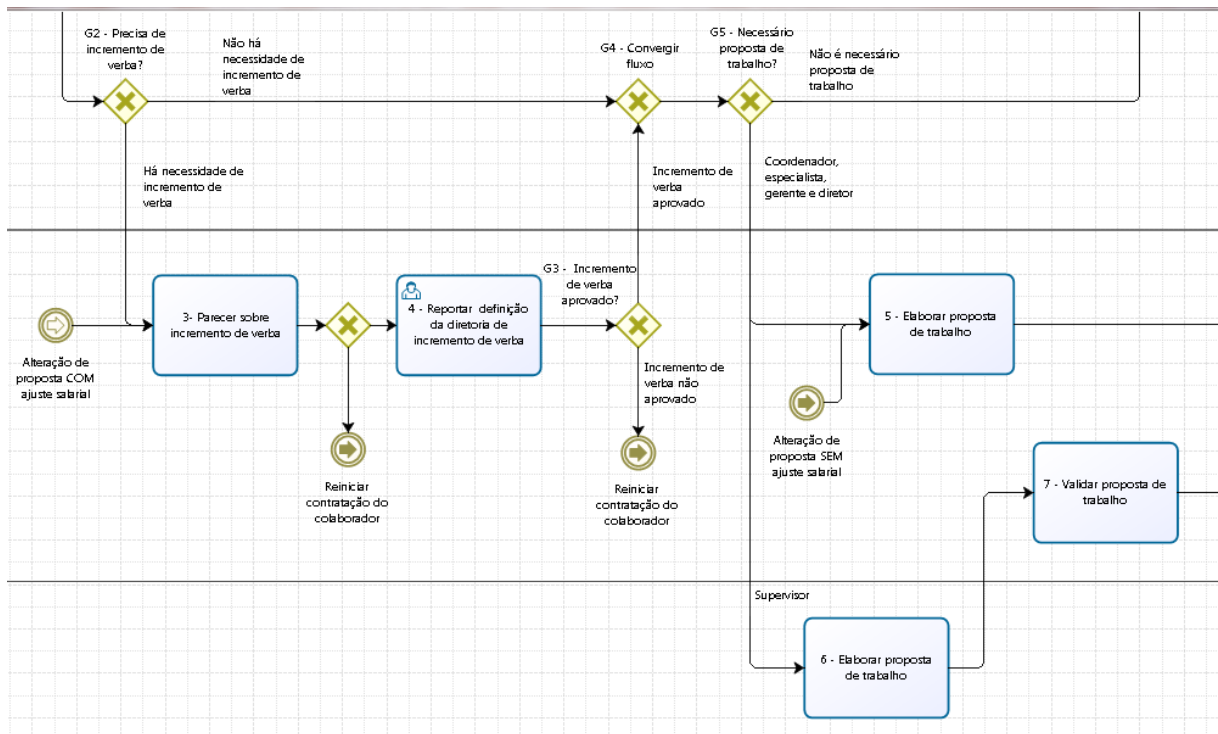 G2 - Precisa de
incremento de
verba?
Não há
necessidade de
incremento de
verba
G4 - Convergir
fluxo
G5 - Necessário
proposta de
trabalho?
Não é necessário
proposta de
trabalho
Há necessidade de
incremento de
verba
Incremento de
verba
aprovado
Coordenador,
especialista,
gerente e diretor
Alteração de
proposta COM
ajuste salarial
3- Parecer sobre
incremento de verba
4 - Reportar definição
da diretoria de
incremento de verba
G3 - Incremento
de verba
aprovado?
Incremento de
verba não
aprovado
5 - Elaborar proposta
de trabalho
Alteração de
proposta SEM
ajuste salarial
Reiniciar
contratação do
colaborador
Reiniciar
contratação do
colaborador
7 - Validar proposta de
trabalho
Supervisor
6 - Elaborar proposta
de trabalho